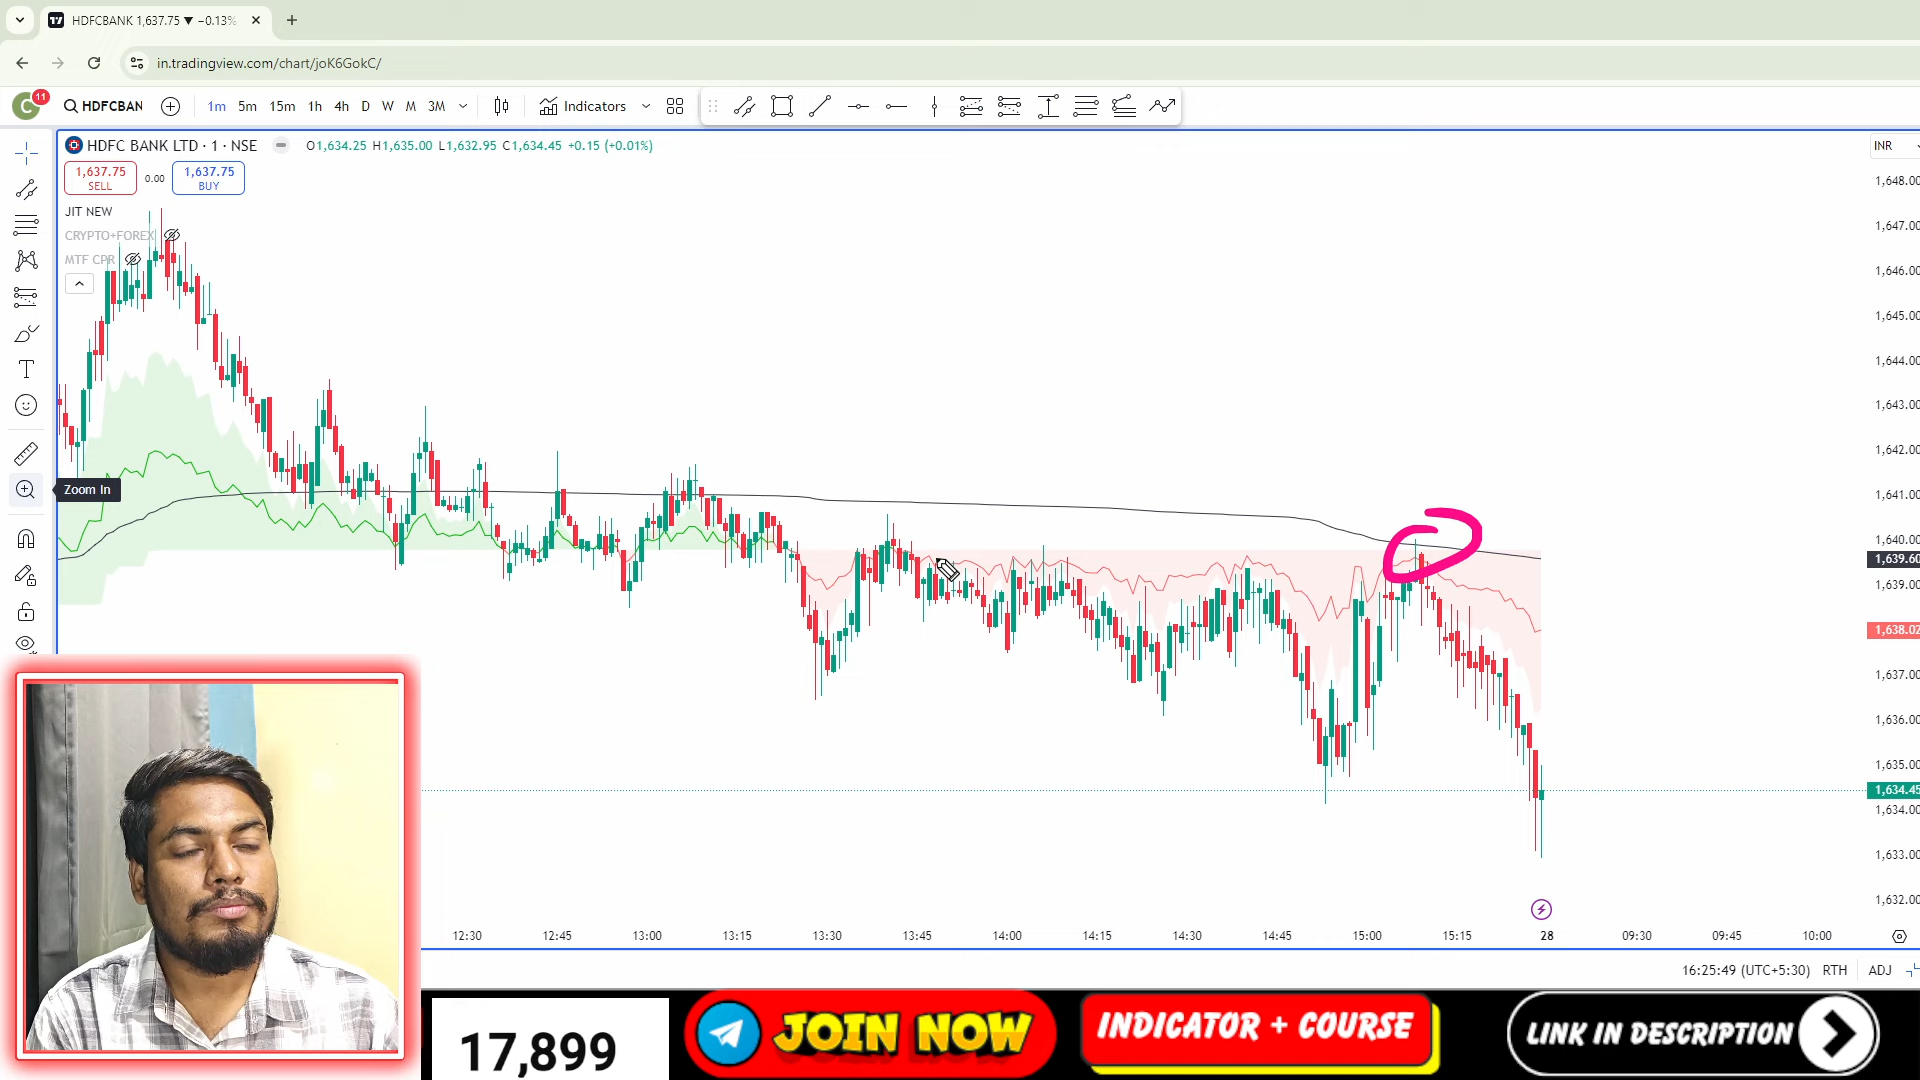 HDFCBANK 1,637.75 ▼ −0.13%
in.tradingview.com/chart/joK6GokC/
C
11
HDFCBAN
1m 5m 15m 1h 4h D W M 3M
Indicators
HDFC BANK LTD · 1 · NSE
O1,634.25 H1,635.00 L1,632.95 C1,634.45 +0.15 (+0.01%)
INR
1,637.75
SELL
0.00
1,637.75
BUY
JIT NEW
CRYPTO+FOREX
MTF CPR
Zoom In
1,648.00
1,647.00
1,646.00
1,645.00
1,644.00
1,643.00
1,642.00
1,641.00
1,640.00
1,639.60
1,639.00
1,638.02
1,637.00
1,636.00
1,635.00
1,634.45
1,634.00
1,633.00
1,632.00
12:30 12:45 13:00 13:15 13:30 13:45 14:00 14:15 14:30 14:45 15:00 15:15 28 09:30 09:45 10:00
16:25:49 (UTC+5:30) RTH ADJ
17,899
JOIN NOW
INDICATOR + COURSE
LINK IN DESCRIPTION